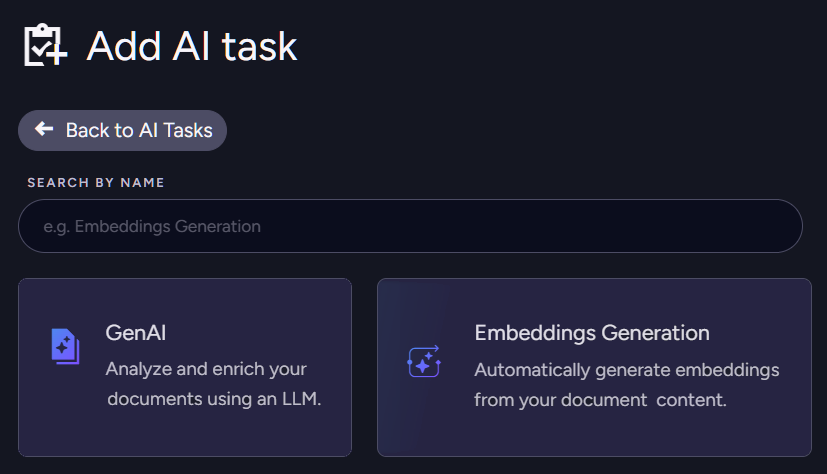 Add AI task
Back to AI Tasks
SEARCH BY NAME
e.g. Embeddings Generation
GenAI
Analyze and enrich your
documents using an LLM.
Embeddings Generation
Automatically generate embeddings
from your document content.